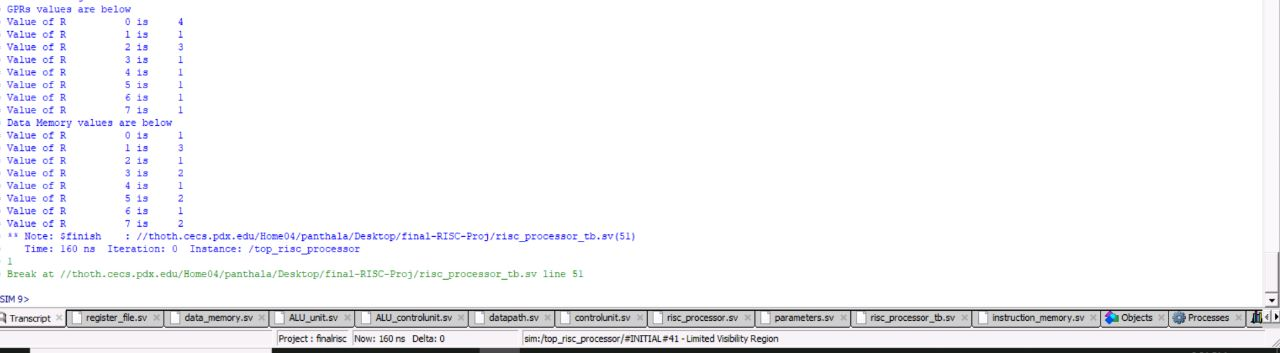 GPRs values are below
Value of R 0 is 4
Value of R 1 is 1
Value of R 2 is 3
Value of R 3 is 1
Value of R 4 is 1
Value of R 5 is 1
Value of R 6 is 1
Value of R 7 is 1
Data Memory values are below
Value of R 0 is 1
Value of R 1 is 3
Value of R 2 is 1
Value of R 3 is 2
Value of R 4 is 1
Value of R 5 is 2
Value of R 6 is 1
Value of R 7 is 2
** Note: $finish : //thoth.cecs.pdx.edu/Home04/panthala/Desktop/final-RISC-Proj/risc_processor_tb.sv(51)
Time: 160 ns Iteration: 0 Instance: /top_risc_processor
1
Break at //thoth.cecs.pdx.edu/Home04/panthala/Desktop/final-RISC-Proj/risc_processor_tb.sv line 51
SIM 9>
Transcript register_file.sv data_memory.sv ALU_unit.sv ALU_controlunit.sv datapath.sv controlunit.sv risc_processor.sv parameters.sv risc_processor_tb.sv instruction_memory.sv Objects Processes
Project : finalrisc Now: 160 ns Delta: 0 sim:/top_risc_processor/#INITIAL#41 - Limited Visibility Region